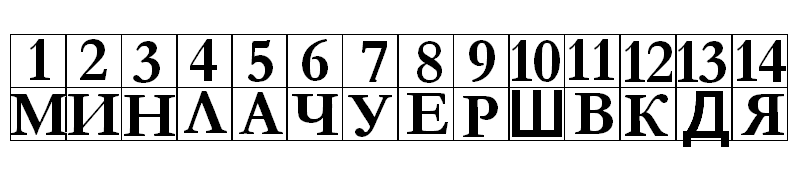 1 2 3 4 5 6 7 8 9 10 11 12 13 14
М И Н Л А Ч У Е Р Ш В К Д Я